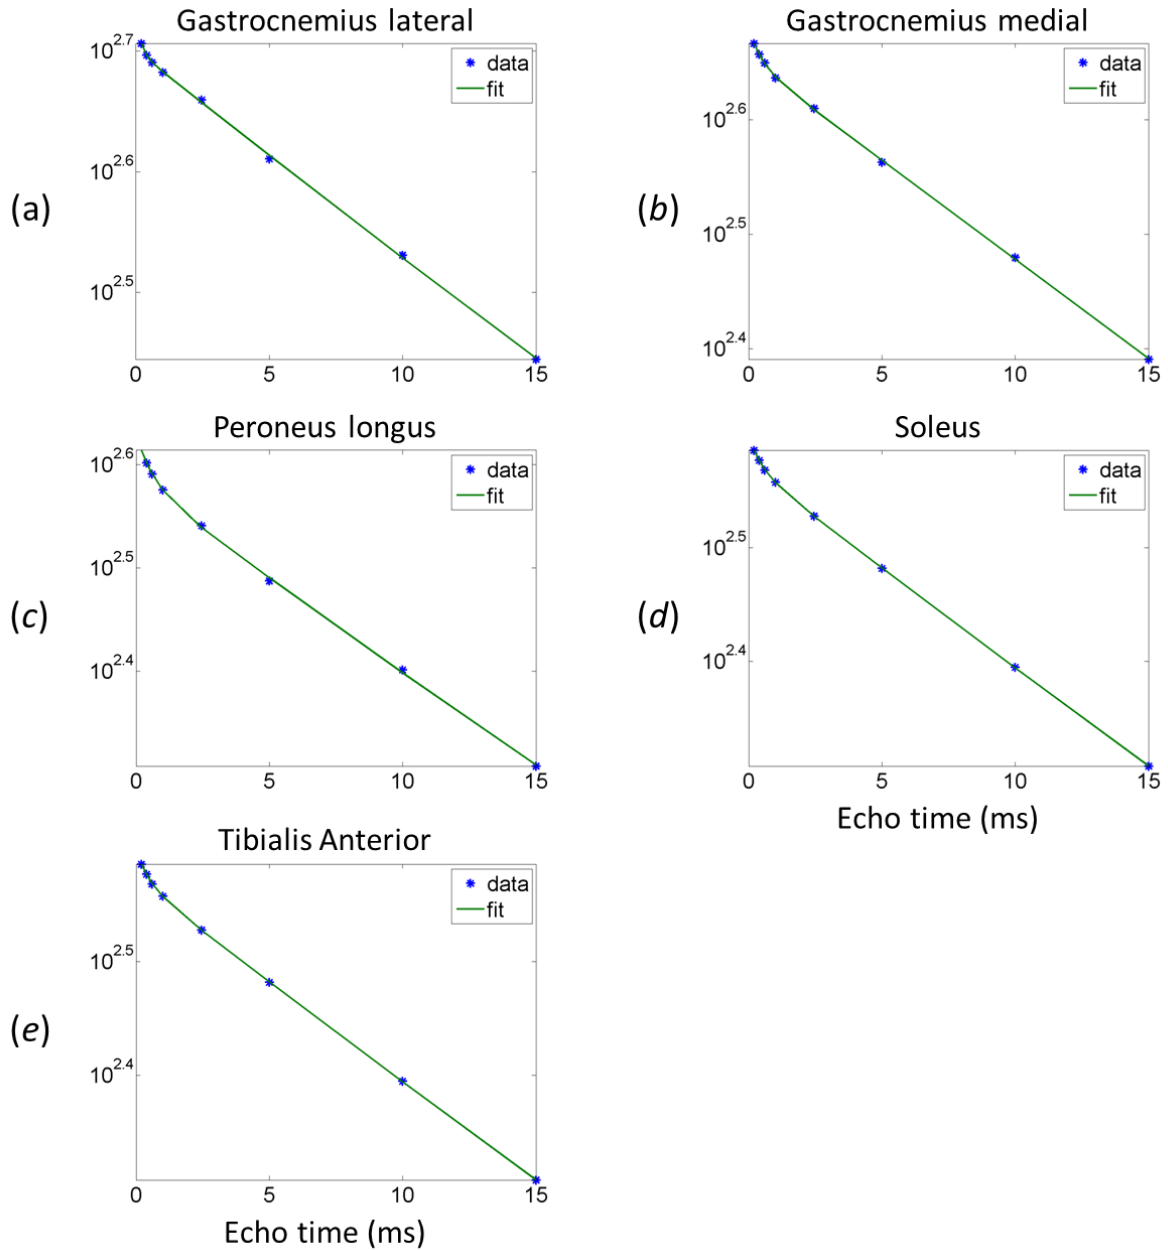 Gastrocnemius lateral
10^2.7
10^2.6
10^2.5
0 5 10 15
data
fit
(a)
Gastrocnemius medial
10^2.6
10^2.5
10^2.4
0 5 10 15
data
fit
(b)
Peroneus longus
10^2.6
10^2.5
10^2.4
0 5 10 15
data
fit
(c)
Soleus
10^2.5
10^2.4
0 5 10 15
data
fit
(d)
Echo time (ms)
Tibialis Anterior
10^2.5
10^2.4
0 5 10 15
data
fit
(e)
Echo time (ms)